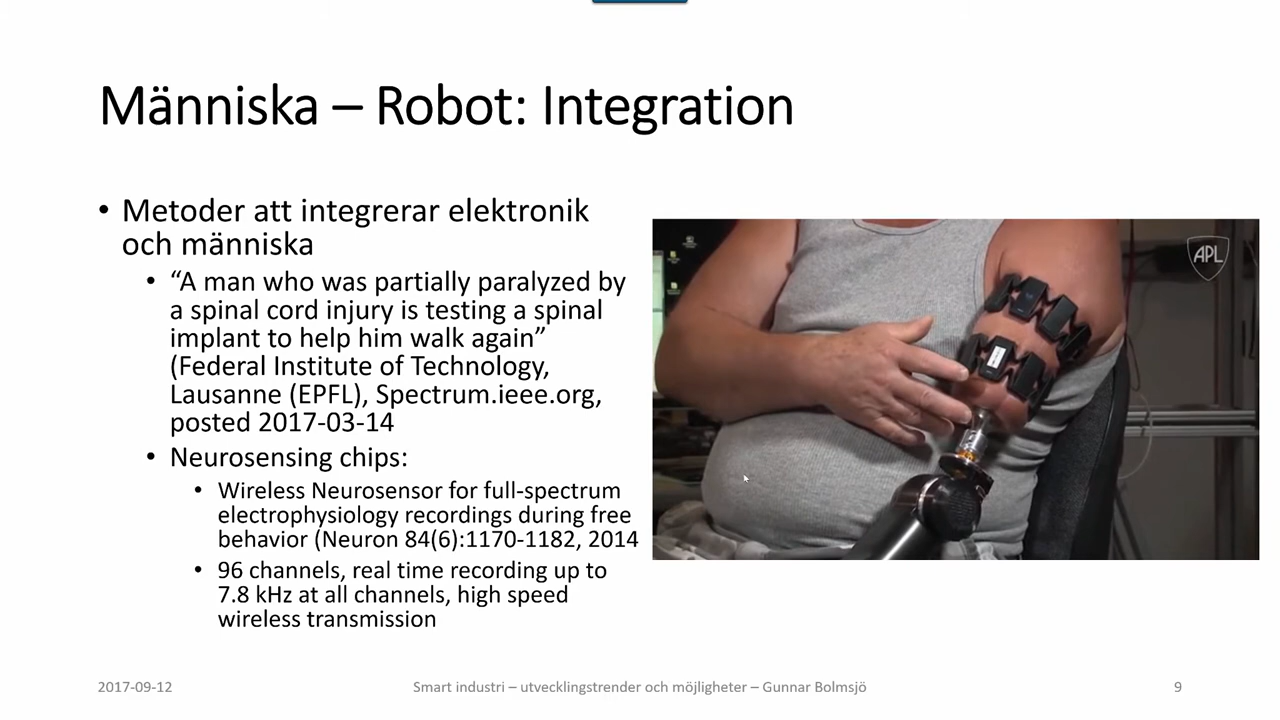 Människa – Robot: Integration
• Metoder att integrerar elektronik
och människa
• “A man who was partially paralyzed by
a spinal cord injury is testing a spinal
implant to help him walk again”
(Federal Institute of Technology,
Lausanne (EPFL), Spectrum.ieee.org,
posted 2017-03-14
• Neurosensing chips:
• Wireless Neurosensor for full-spectrum
electrophysiology recordings during free
behavior (Neuron 84(6):1170-1182, 2014
• 96 channels, real time recording up to
7.8 kHz at all channels, high speed
wireless transmission
APL
2017-09-12
Smart industri – utvecklingstrender och möjligheter – Gunnar Bolmsjö
9